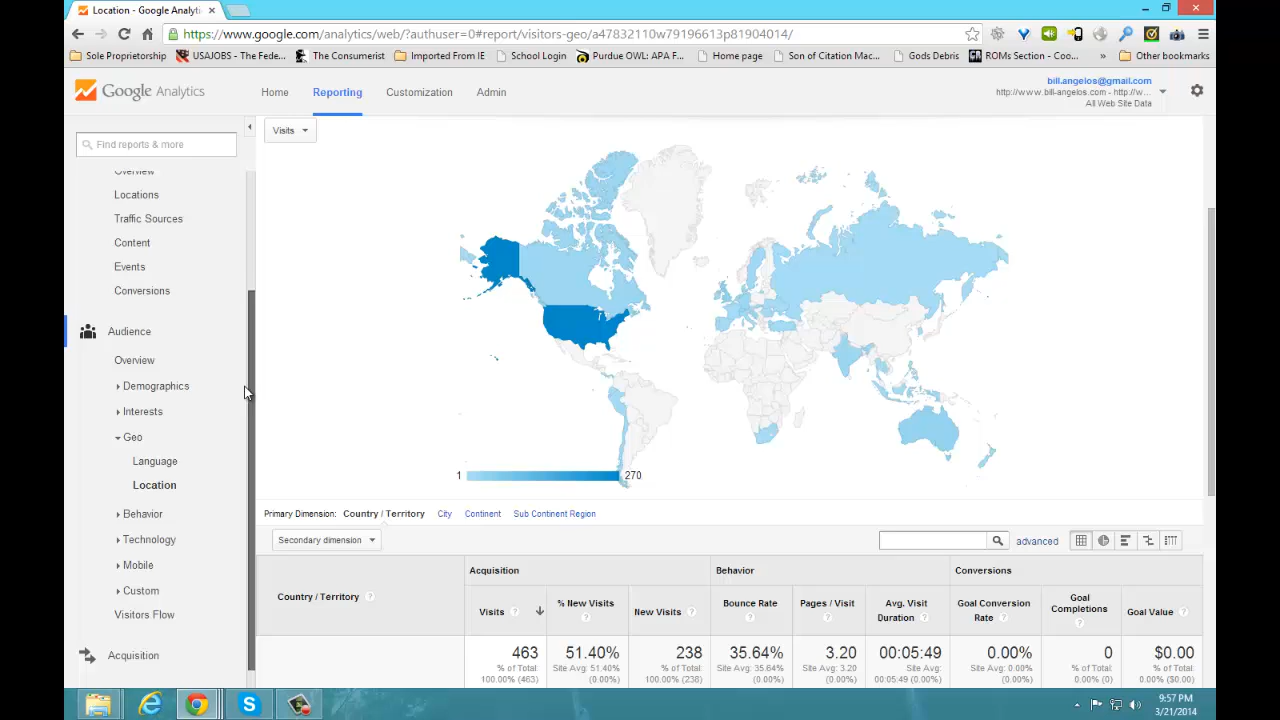 Location - Google Analyti
https://www.google.com/analytics/web/?authuser=0#report/visitors-geo/a47832110w79196613p81904014/
Sole Proprietorship USAJOBS - The Fede... The Consumerist Imported From IE School Login Purdue OWL: APA F... Home page Son of Citation Mac... Gods Debris ROMs Section - Coo... » Other bookmarks
Google Analytics Home Reporting Customization Admin
bill.angelos@gmail.com
http://www.bill-angelos.com - http://w...
All Web Site Data
Find reports & more
Visits
Overview
Locations
Traffic Sources
Content
Events
Conversions
Audience
Overview
Demographics
Interests
Geo
Language
Location
Behavior
Technology
Mobile
Custom
Visitors Flow
Acquisition
1 270
Primary Dimension: Country / Territory City Continent Sub Continent Region
Secondary dimension advanced
Acquisition Behavior Conversions
Country / Territory ? Visits ? % New Visits ? New Visits ? Bounce Rate ? Pages / Visit ? Avg. Visit Duration ? Goal Conversion Rate ? Goal Completions ? Goal Value ?
463 51.40% 238 35.64% 3.20 00:05:49 0.00% 0 $0.00
% of Total: Site Avg: 51.40% % of Total: Site Avg: 35.64% Site Avg: 3.20 Site Avg: Site Avg: 0.00% % of Total: % of Total:
100.00% (463) (0.00%) 100.00% (238) (0.00%) (0.00%) 00:05:49 (0.00%) (0.00%) 0.00% (0) 0.00% ($0.00)
9:57 PM
3/21/2014